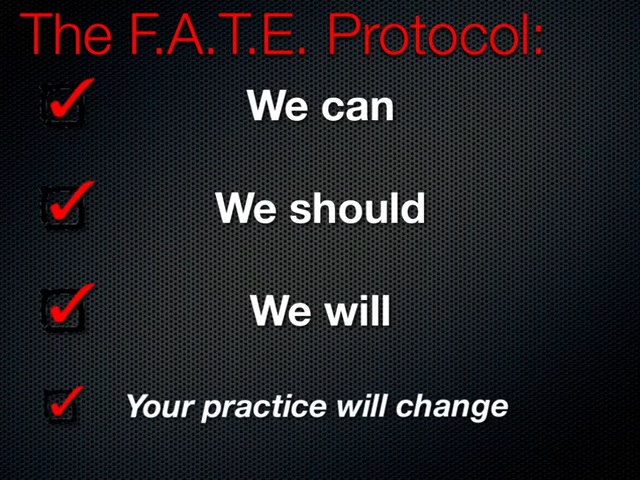 The F.A.T.E. Protocol:
We can
We should
We will
Your practice will change